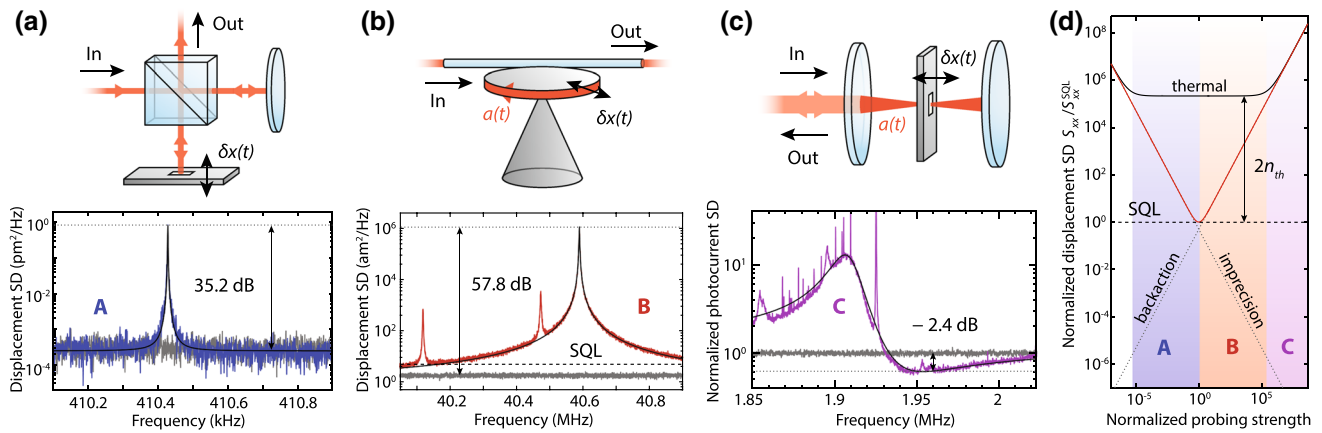 (a)
Out
In
δx(t)
Displacement SD (pm²/Hz)
10⁰
10⁻²
10⁻⁴
A
35.2 dB
410.2
410.4
410.6
410.8
Frequency (kHz)
(b)
Out
In
a(t)
δx(t)
Displacement SD (am²/Hz)
10⁶
10⁴
10²
10⁰
57.8 dB
B
SQL
40.2
40.4
40.6
40.8
Frequency (MHz)
(c)
In
δx(t)
a(t)
Out
Normalized photocurrent SD
10¹
10⁰
C
− 2.4 dB
1.85
1.9
1.95
2
Frequency (MHz)
(d)
Normalized displacement SD S_xx/S_xx^SQL
10⁸
10⁶
10⁴
10²
10⁰
10⁻²
10⁻⁴
10⁻⁶
thermal
2n_th
SQL
backaction
imprecision
A
B
C
10⁻⁵
10⁰
10⁵
Normalized probing strength